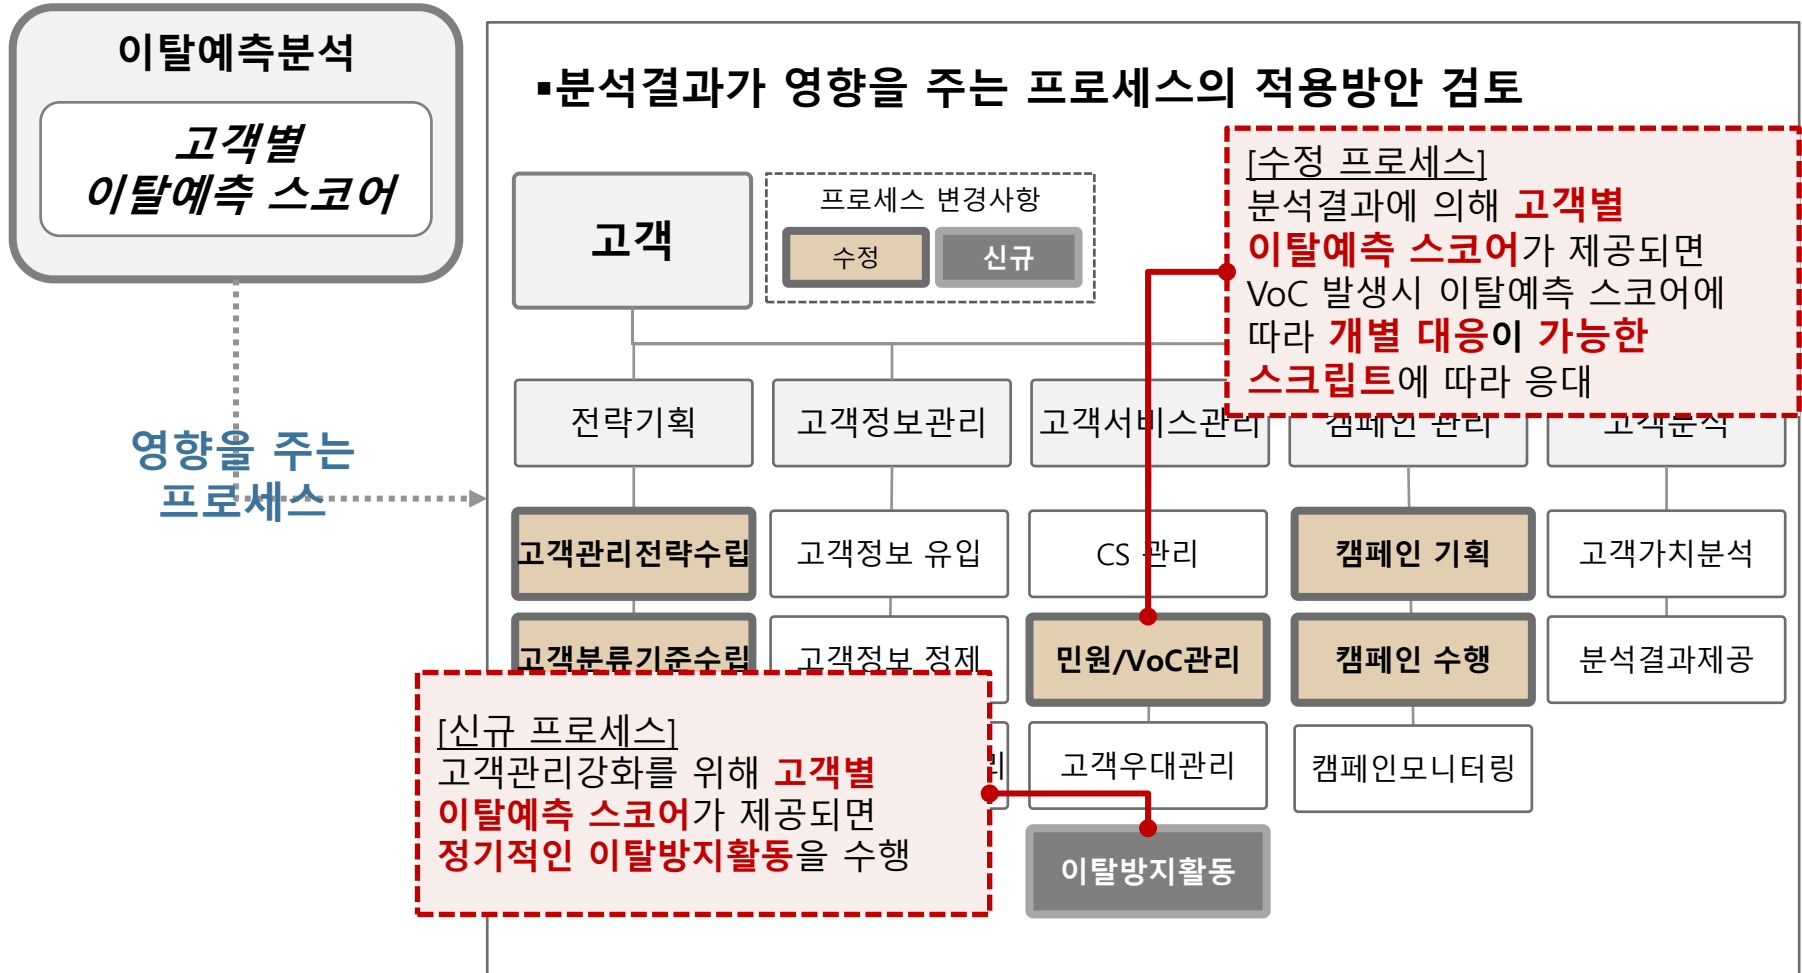 이탈예측분석
고객별
이탈예측 스코어
영향을 주는
프로세스
▪분석결과가 영향을 주는 프로세스의 적용방안 검토
고객
프로세스 변경사항
수정
신규
[수정 프로세스]
분석결과에 의해 고객별
이탈예측 스코어가 제공되면
VoC 발생시 이탈예측 스코어에
따라 개별 대응이 가능한
스크립트에 따라 응대
전략기획
고객정보관리
고객서비스관리
캠페인 관리
고객분석
고객관리전략수립
고객정보 유입
CS 관리
캠페인 기획
고객가치분석
고객분류기준수립
고객정보 정제
민원/VoC관리
캠페인 수행
분석결과제공
고객우대관리
캠페인모니터링
이탈방지활동
[신규 프로세스]
고객관리강화를 위해 고객별
이탈예측 스코어가 제공되면
정기적인 이탈방지활동을 수행